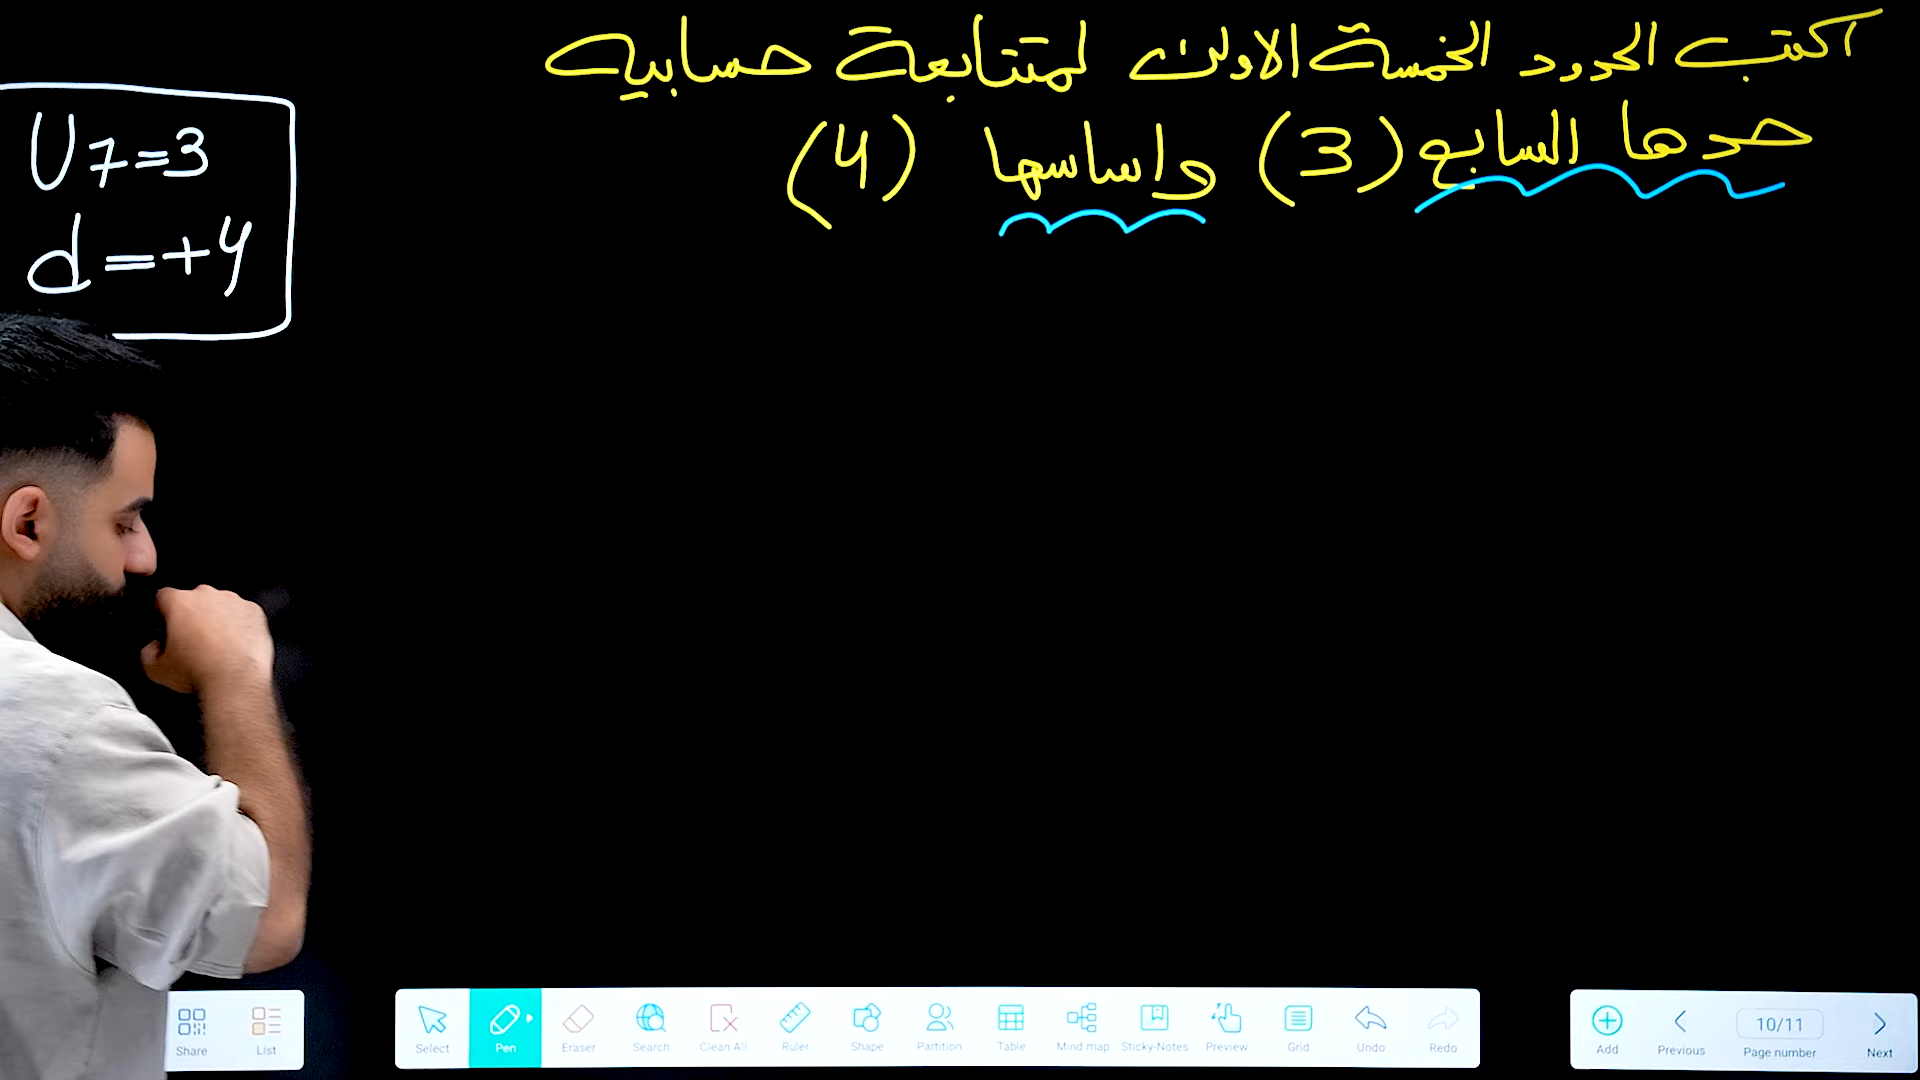 اكتب الحدود الخمسة الاولى لمتتابعة حسابيه
حدها السابع (3) واساسها (4)
U7=3
d=+4
Share
List
Select
Pen
Eraser
Search
Clean All
Ruler
Shape
Partition
Table
Mind map
Sticky-Notes
Preview
Grid
Undo
Redo
Add
Previous
10/11
Page number
Next